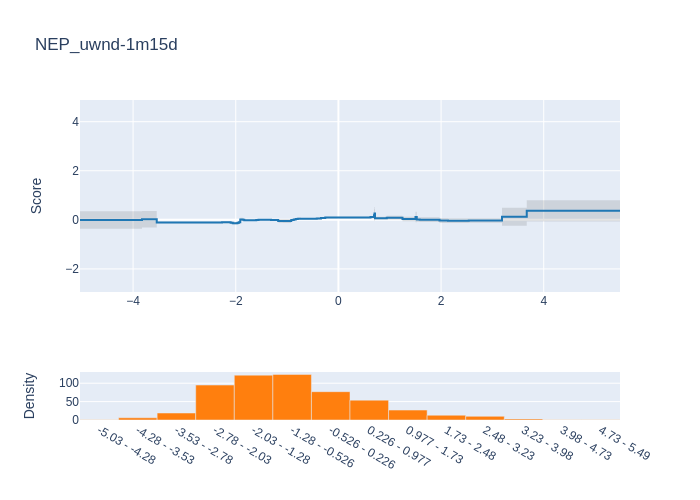 NEP_uwnd-1m15d
Score
4
2
0
−2
−4
−2
0
2
4
Density
100
50
0
-5.03 - -4.28
-4.28 - -3.53
-3.53 - -2.78
-2.78 - -2.03
-2.03 - -1.28
-1.28 - -0.526
-0.526 - 0.226
0.226 - 0.977
0.977 - 1.73
1.73 - 2.48
2.48 - 3.23
3.23 - 3.98
3.98 - 4.73
4.73 - 5.49